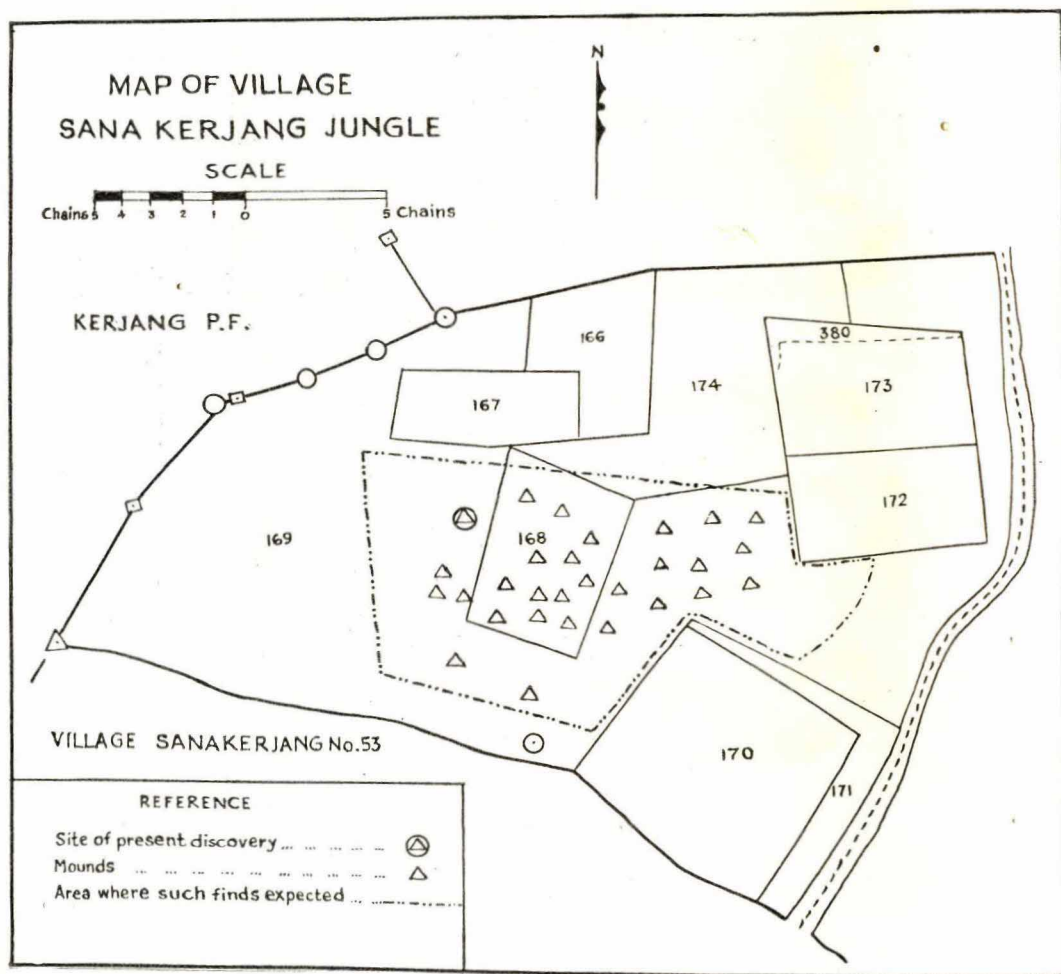 MAP OF VILLAGE
SANA KERJANG JUNGLE
SCALE
Chains 5 4 3 2 1 0 5 Chains
N
KERJANG P.F.
166
380
167
174
173
172
169
168
VILLAGE SANAKERJANG No.53
170
171
REFERENCE
Site of present discovery ... ... ... ... ...
Mounds ... ... ... ... ... ... ... ... ...
Area where such finds expected ... ...